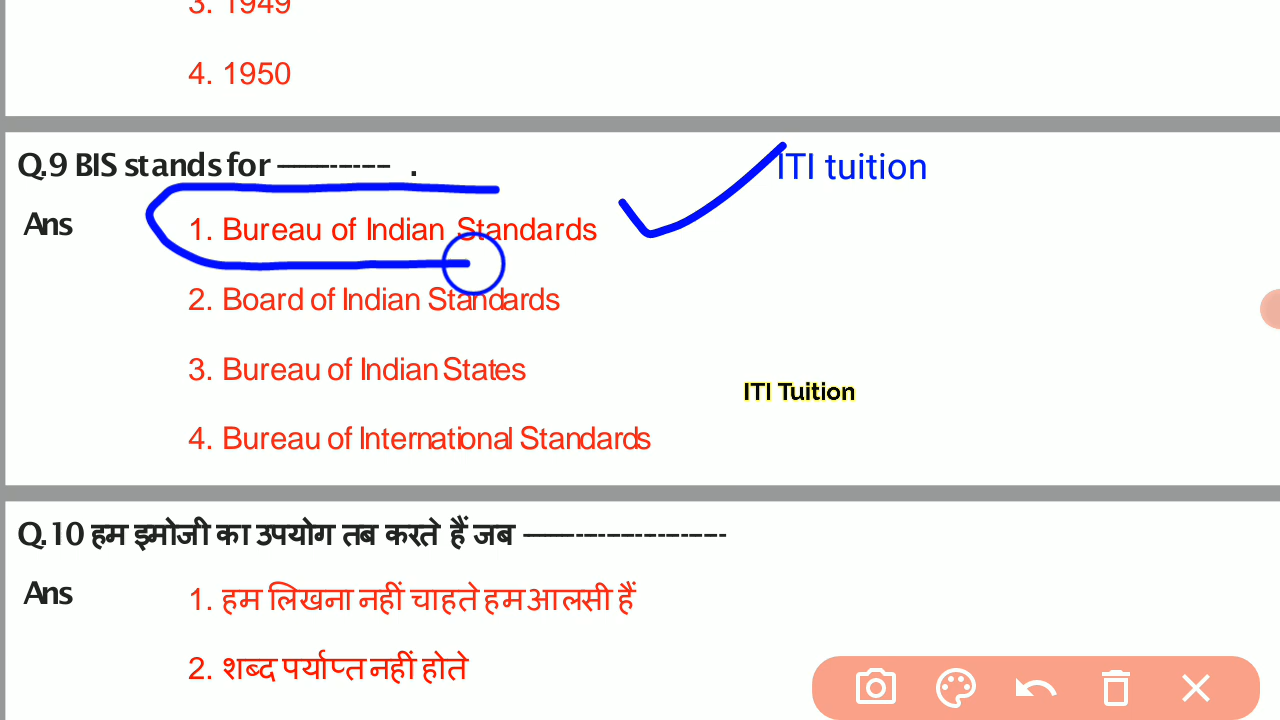 3. 1949
4. 1950
Q.9 BIS stands for ----------- .
ITI tuition
Ans
1. Bureau of Indian Standards
2. Board of Indian Standards
3. Bureau of Indian States
ITI Tuition
4. Bureau of International Standards
Q.10 हम इमोजी का उपयोग तब करते हैं जब ----------------------
Ans
1. हम लिखना नहीं चाहते हम आलसी हैं
2. शब्द पर्याप्त नहीं होते